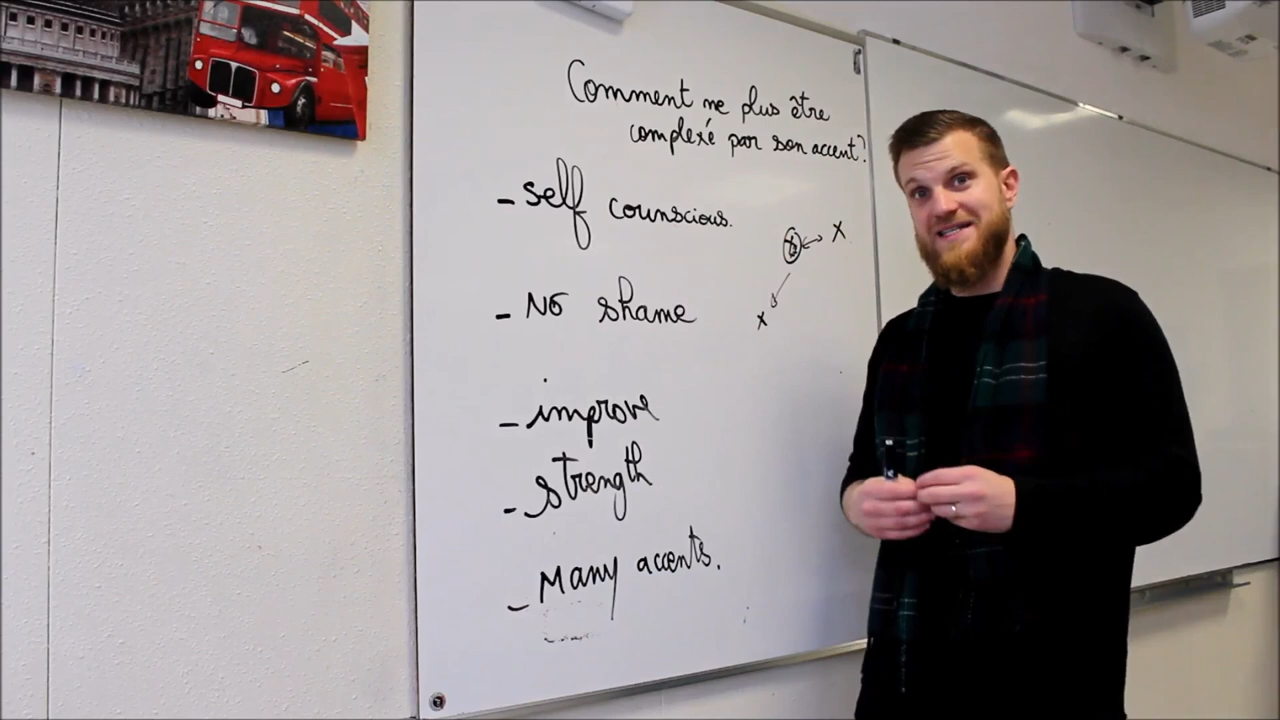 Comment ne plus être
complexé par son accent?
- self counscious.
- No shame
- improve
- strength
- Many accents.